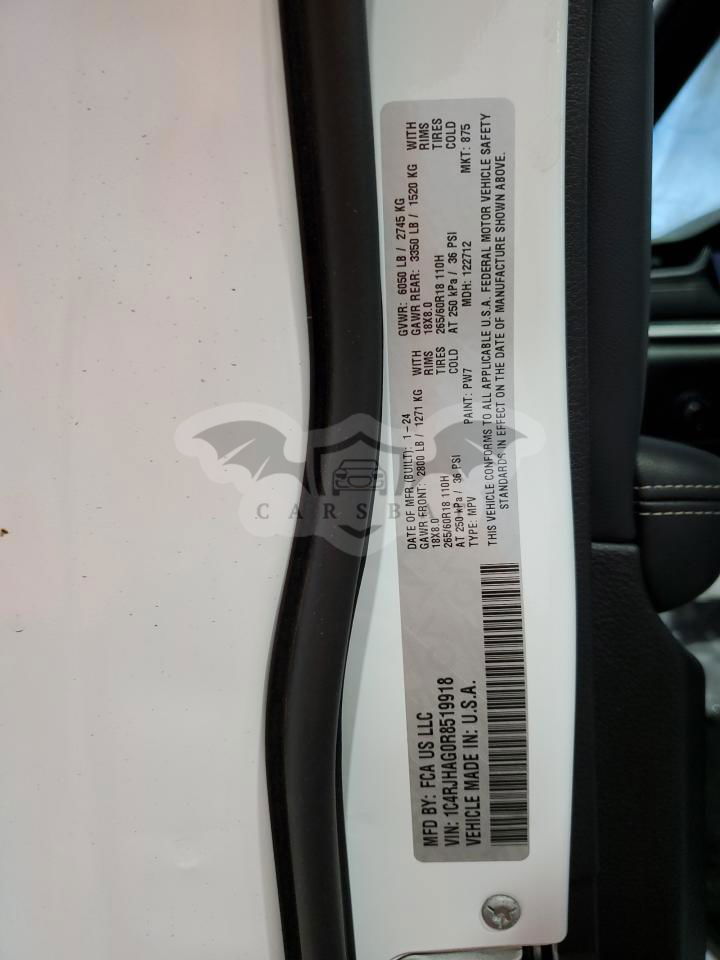 MFD BY: FCA US LLC
VIN: 1C4RJHAG0R8519918
VEHICLE MADE IN: U.S.A.
DATE OF MFR (BUILT): 1-24 GVWR: 6050 LB / 2745 KG
GAWR FRONT: 2800 LB / 1271 KG WITH GAWR REAR: 3350 LB / 1520 KG WITH
18X8.0 RIMS 18X8.0 RIMS
265/60R18 110H TIRES 265/60R18 110H TIRES
AT 250 kPa / 36 PSI COLD AT 250 kPa / 36 PSI COLD
TYPE: MPV PAINT: PW7 MDH: 122712 MKT: 875
THIS VEHICLE CONFORMS TO ALL APPLICABLE U.S.A. FEDERAL MOTOR VEHICLE SAFETY
STANDARDS IN EFFECT ON THE DATE OF MANUFACTURE SHOWN ABOVE.